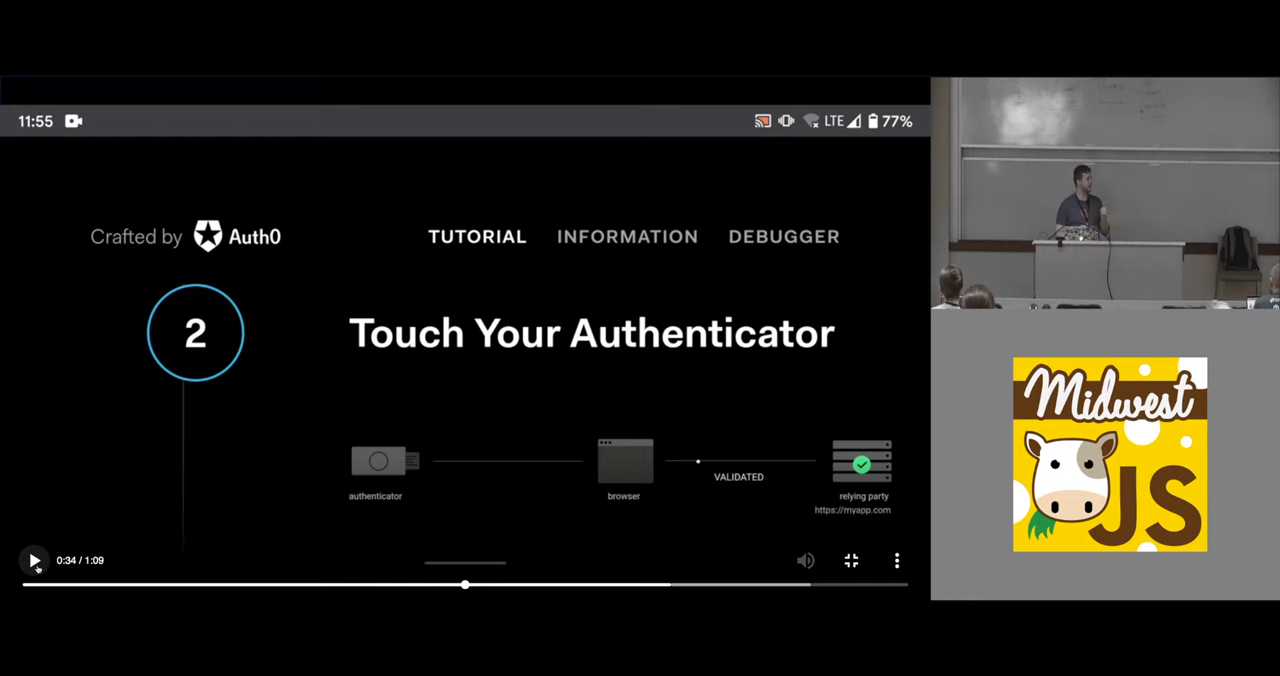 11:55
LTE 77%
Crafted by Auth0
TUTORIAL INFORMATION DEBUGGER
2
Touch Your Authenticator
VALIDATED
authenticator
browser
relying party
https://myapp.com
0:34 / 1:09
Midwest
JS